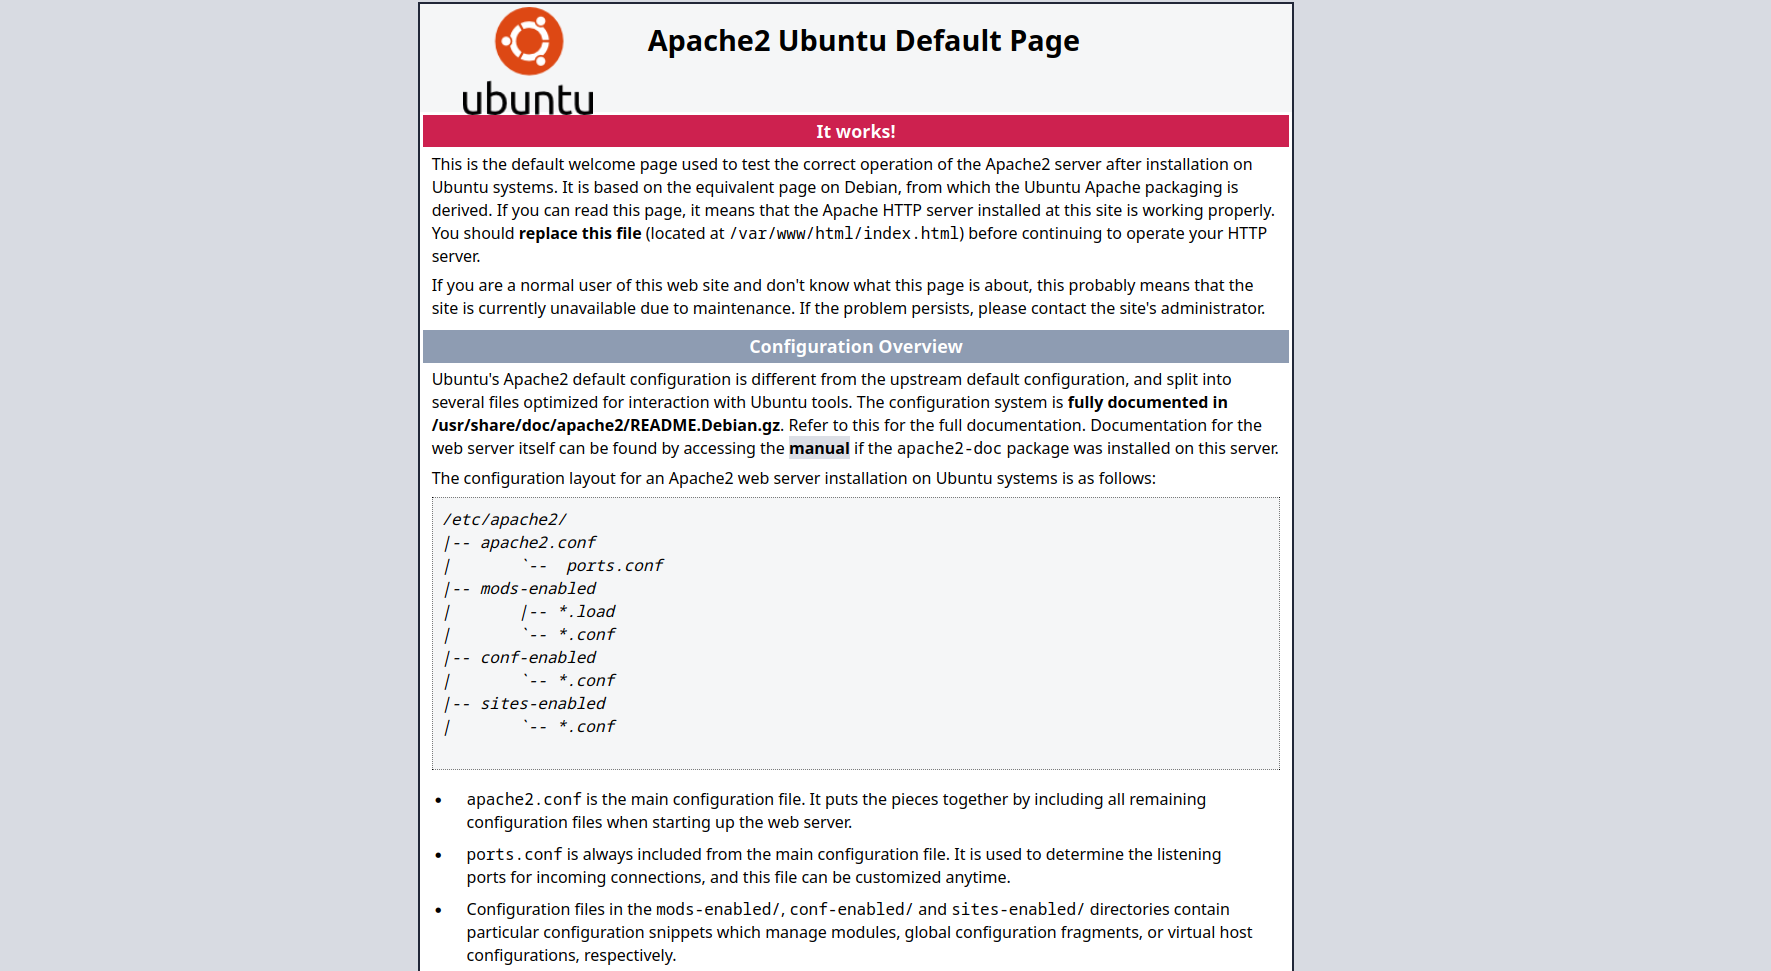 ubuntu
Apache2 Ubuntu Default Page
It works!
This is the default welcome page used to test the correct operation of the Apache2 server after installation on
Ubuntu systems. It is based on the equivalent page on Debian, from which the Ubuntu Apache packaging is
derived. If you can read this page, it means that the Apache HTTP server installed at this site is working properly.
You should replace this file (located at /var/www/html/index.html) before continuing to operate your HTTP
server.
If you are a normal user of this web site and don't know what this page is about, this probably means that the
site is currently unavailable due to maintenance. If the problem persists, please contact the site's administrator.
Configuration Overview
Ubuntu's Apache2 default configuration is different from the upstream default configuration, and split into
several files optimized for interaction with Ubuntu tools. The configuration system is fully documented in
/usr/share/doc/apache2/README.Debian.gz. Refer to this for the full documentation. Documentation for the
web server itself can be found by accessing the manual if the apache2-doc package was installed on this server.
The configuration layout for an Apache2 web server installation on Ubuntu systems is as follows:
/etc/apache2/
|-- apache2.conf
|       `--  ports.conf
|-- mods-enabled
|       |-- *.load
|       `-- *.conf
|-- conf-enabled
|       `-- *.conf
|-- sites-enabled
|       `-- *.conf
• apache2.conf is the main configuration file. It puts the pieces together by including all remaining
configuration files when starting up the web server.
• ports.conf is always included from the main configuration file. It is used to determine the listening
ports for incoming connections, and this file can be customized anytime.
• Configuration files in the mods-enabled/, conf-enabled/ and sites-enabled/ directories contain
particular configuration snippets which manage modules, global configuration fragments, or virtual host
configurations, respectively.